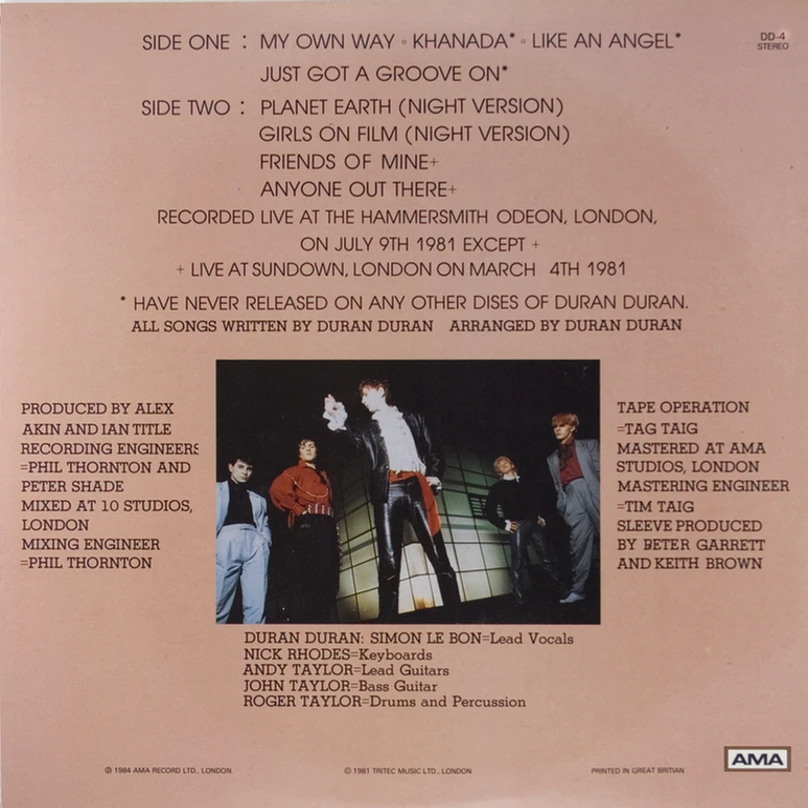 SIDE ONE : MY OWN WAY ◦ KHANADA* ◦ LIKE AN ANGEL*
JUST GOT A GROOVE ON*
DD-4
STEREO
SIDE TWO : PLANET EARTH (NIGHT VERSION)
GIRLS ON FILM (NIGHT VERSION)
FRIENDS OF MINE+
ANYONE OUT THERE+
RECORDED LIVE AT THE HAMMERSMITH ODEON, LONDON,
ON JULY 9TH 1981 EXCEPT +
+ LIVE AT SUNDOWN, LONDON ON MARCH 4TH 1981
* HAVE NEVER RELEASED ON ANY OTHER DISES OF DURAN DURAN.
ALL SONGS WRITTEN BY DURAN DURAN ARRANGED BY DURAN DURAN
PRODUCED BY ALEX
AKIN AND IAN TITLE
RECORDING ENGINEERS
=PHIL THORNTON AND
PETER SHADE
MIXED AT 10 STUDIOS,
LONDON
MIXING ENGINEER
=PHIL THORNTON
TAPE OPERATION
=TAG TAIG
MASTERED AT AMA
STUDIOS, LONDON
MASTERING ENGINEER
=TIM TAIG
SLEEVE PRODUCED
BY BETER GARRETT
AND KEITH BROWN
DURAN DURAN: SIMON LE BON=Lead Vocals
NICK RHODES=Keyboards
ANDY TAYLOR=Lead Guitars
JOHN TAYLOR=Bass Guitar
ROGER TAYLOR=Drums and Percussion
℗ 1984 AMA RECORD LTD., LONDON.
© 1981 TRITEC MUSIC LTD., LONDON
PRINTED IN GREAT BRITIAN
AMA